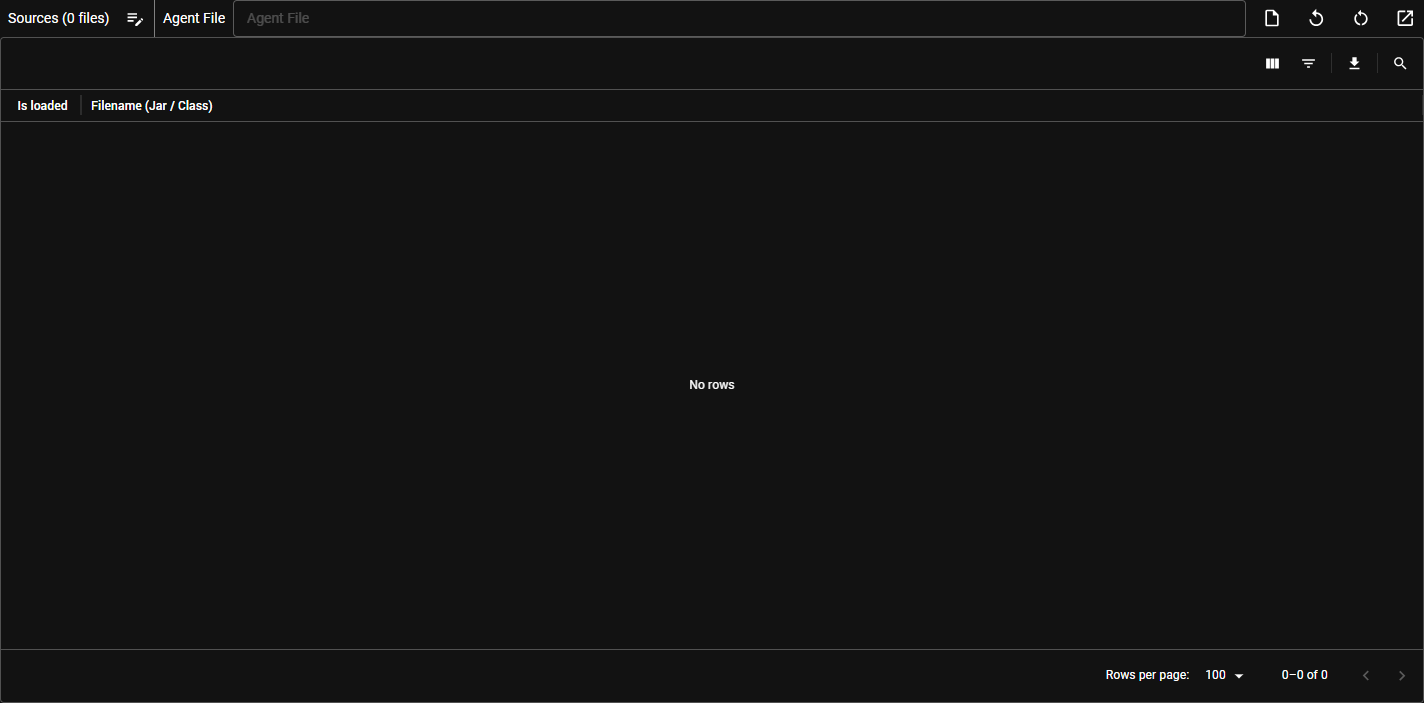 Sources (0 files) Agent File Agent File
Is loaded Filename (Jar / Class)
No rows
Rows per page: 100 0–0 of 0